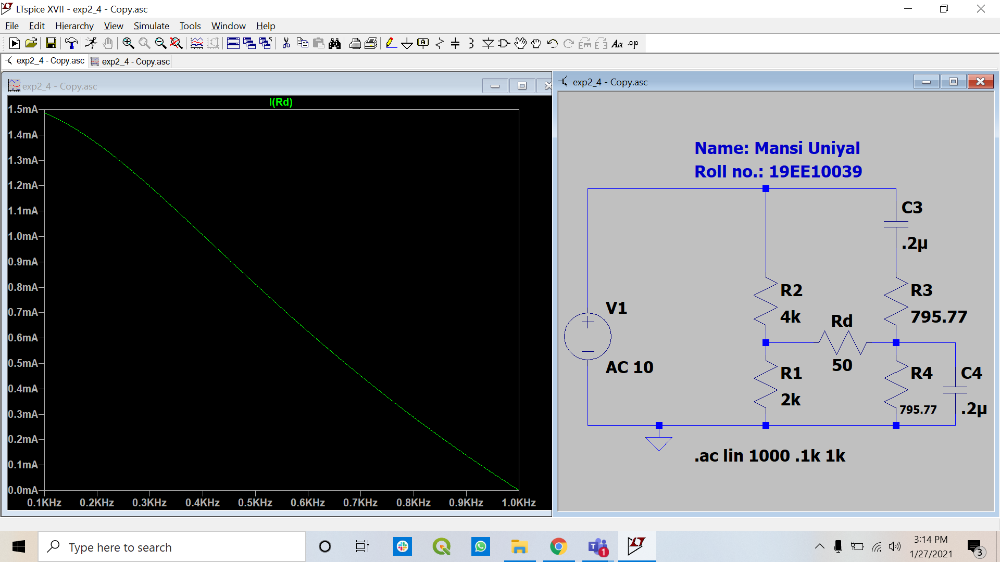 LTspice XVII - exp2_4 - Copy.asc
File Edit Hierarchy View Simulate Tools Window Help
exp2_4 - Copy.asc exp2_4 - Copy.asc
exp2_4 - Copy.asc
I(Rd)
1.5mA
1.4mA
1.3mA
1.2mA
1.1mA
1.0mA
0.9mA
0.8mA
0.7mA
0.6mA
0.5mA
0.4mA
0.3mA
0.2mA
0.1mA
0.0mA
0.1KHz 0.2KHz 0.3KHz 0.4KHz 0.5KHz 0.6KHz 0.7KHz 0.8KHz 0.9KHz 1.0KHz
exp2_4 - Copy.asc
Name: Mansi Uniyal
Roll no.: 19EE10039
C3
.2µ
R2
4k
R3
795.77
Rd
50
V1
AC 10
R1
2k
R4
795.77
C4
.2µ
.ac lin 1000 .1k 1k
Type here to search
1
3:14 PM
1/27/2021
3